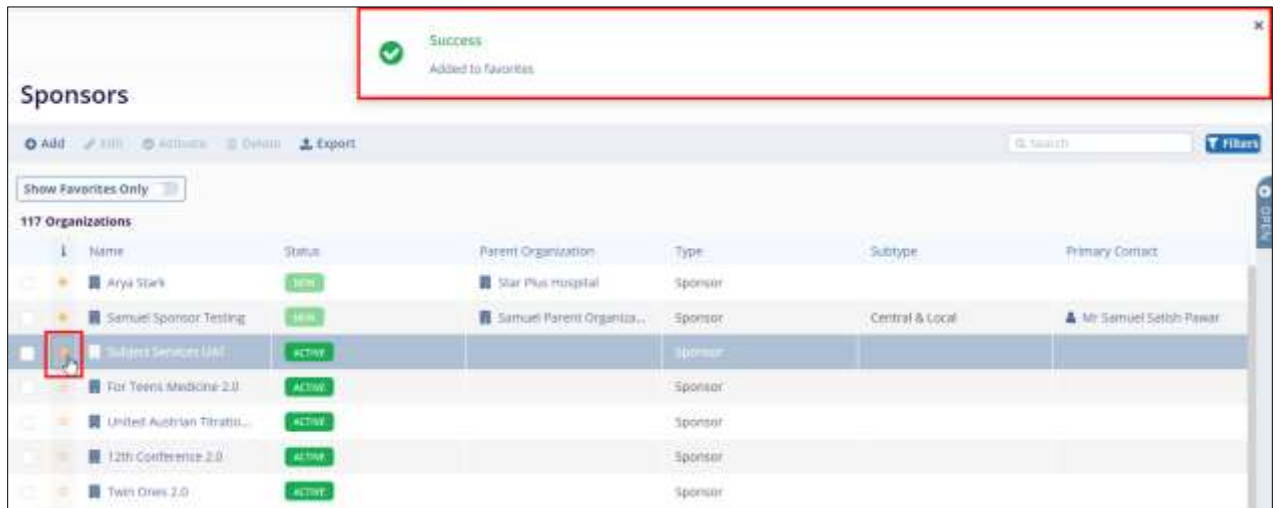 Success
Added to favorites
Sponsors
Add Edit Activate Delete Export Search Filters
Show Favorites Only
OPEN
117 Organizations
Name Status Parent Organization Type Subtype Primary Contact
Arya Stark NEW Star Plus Hospital Sponsor
Samuel Sponsor Testing NEW Samuel Parent Organiza... Sponsor Central & Local Mr Samuel Satish Pawar
Subject Services UAT ACTIVE Sponsor
For Teens Medicine 2.0 ACTIVE Sponsor
United Austrian Titratio... ACTIVE Sponsor
12th Conference 2.0 ACTIVE Sponsor
Twin Ones 2.0 ACTIVE Sponsor